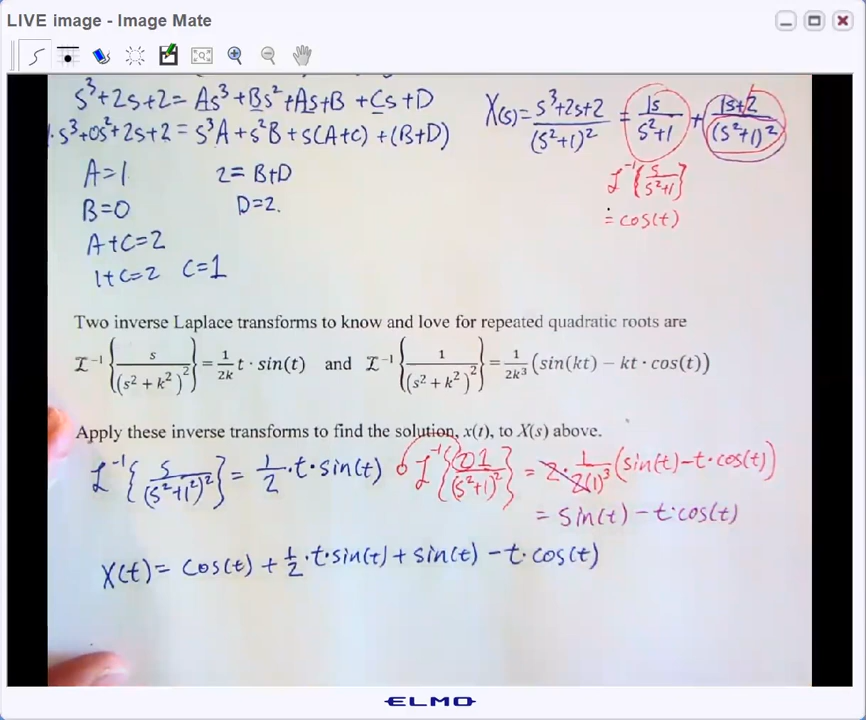 LIVE image - Image Mate
s³+2s+2= As³+Bs²+As+B +Cs+D
X(s)= s³+2s+2/(s²+1)² = 1s/s²+1 + 1s+2/(s²+1)²
1·s³+0s²+2s+2 = s³A+s²B+s(A+C)+(B+D)
A=1 2=B+D ℒ⁻¹{s/s²+1}
B=0 D=2. = cos(t)
A+C=2
1+C=2 C=1
Two inverse Laplace transforms to know and love for repeated quadratic roots are
ℒ⁻¹{s/(s²+k²)²} = 1/2k t·sin(t) and ℒ⁻¹{1/(s²+k²)²} = 1/2k³ (sin(kt) − kt·cos(t))
Apply these inverse transforms to find the solution, x(t), to X(s) above.
ℒ⁻¹{s/(s²+1²)²} = 1/2·t·sin(t) ℒ⁻¹{2·1/(s²+1)²} = 2·1/2(1)³ (sin(t)−t·cos(t))
= sin(t) − t·cos(t)
X(t)= cos(t) + 1/2·t·sin(t) + sin(t) − t·cos(t)
ELMO